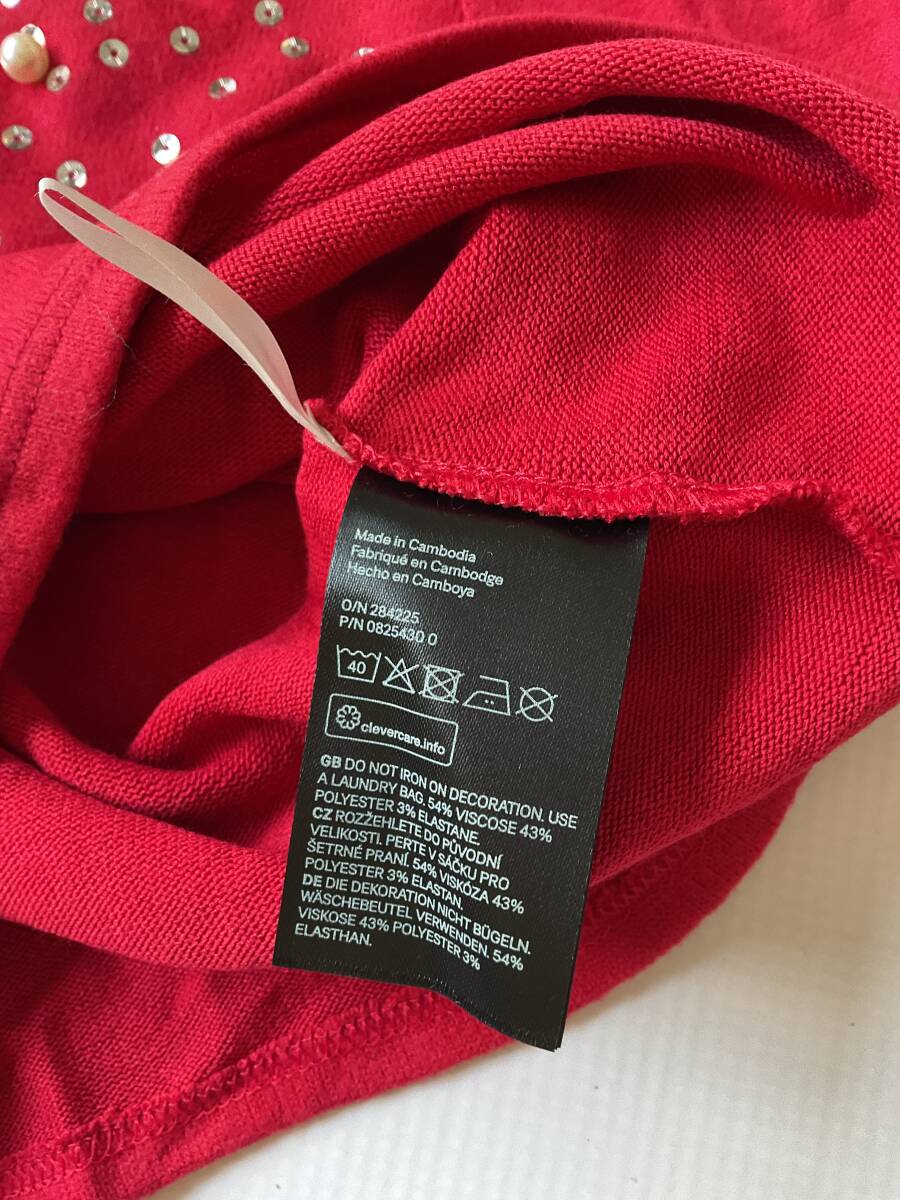 Made in Cambodia
Fabriqué en Cambodge
Hecho en Camboya
O/N 284225
P/N 0825430 0
40
clevercare.info
GB DO NOT IRON ON DECORATION. USE
A LAUNDRY BAG. 54% VISCOSE 43%
POLYESTER 3% ELASTANE.
CZ ROZŽEHLETE DO PŮVODNÍ
VELIKOSTI. PERTE V SÁČKU PRO
ŠETRNÉ PRANÍ. 54% VISKÓZA 43%
POLYESTER 3% ELASTAN.
DE DIE DEKORATION NICHT BÜGELN.
WÄSCHEBEUTEL VERWENDEN. 54%
VISKOSE 43% POLYESTER 3%
ELASTHAN.